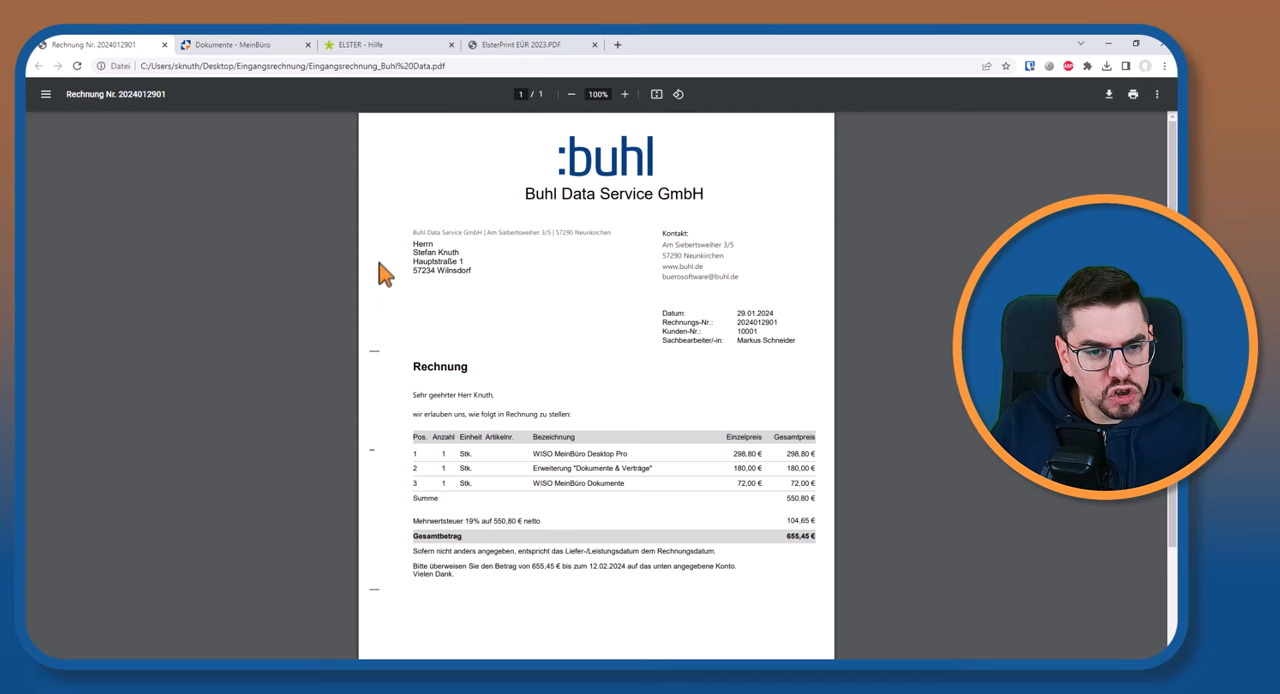 Rechnung Nr. 2024012901
Dokumente - MeinBüro
ELSTER - Hilfe
ElsterPrint EÜR 2023.PDF
Datei
C:/Users/sknuth/Desktop/Eingangsrechnung/Eingangsrechnung_Buhl%20Data.pdf
ABP
Rechnung Nr. 2024012901
1 / 1
100%
:buhl
Buhl Data Service GmbH
Buhl Data Service GmbH | Am Siebertsweiher 3/5 | 57290 Neunkirchen
Herrn
Stefan Knuth
Hauptstraße 1
57234 Wilnsdorf
Kontakt:
Am Siebertsweiher 3/5
57290 Neunkirchen
www.buhl.de
buerosoftware@buhl.de
Datum: 29.01.2024
Rechnungs-Nr.: 2024012901
Kunden-Nr.: 10001
Sachbearbeiter/-in: Markus Schneider
Rechnung
Sehr geehrter Herr Knuth,
wir erlauben uns, wie folgt in Rechnung zu stellen:
Pos. Anzahl Einheit Artikelnr. Bezeichnung Einzelpreis Gesamtpreis
1 1 Stk. WISO MeinBüro Desktop Pro 298,80 € 298,80 €
2 1 Stk. Erweiterung "Dokumente & Verträge" 180,00 € 180,00 €
3 1 Stk. WISO MeinBüro Dokumente 72,00 € 72,00 €
Summe 550,80 €
Mehrwertsteuer 19% auf 550,80 € netto 104,65 €
Gesamtbetrag 655,45 €
Sofern nicht anders angegeben, entspricht das Liefer-/Leistungsdatum dem Rechnungsdatum.
Bitte überweisen Sie den Betrag von 655,45 € bis zum 12.02.2024 auf das unten angegebene Konto.
Vielen Dank.